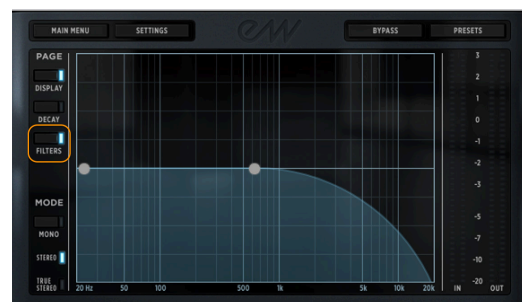 MAIN MENU SETTINGS EW BYPASS PRESETS
PAGE
DISPLAY
DECAY
FILTERS
MODE
MONO
STEREO
TRUE
STEREO
20 Hz 50 100 500 1k 5k 10k 20k
3
2
1
0
-1
-2
-3
-5
-7
-10
-20
IN OUT